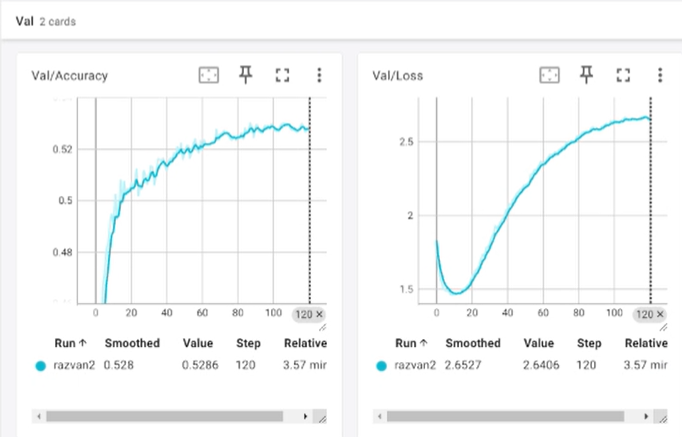 Val 2 cards
Val/Accuracy
0.52
0.5
0.48
0 20 40 60 80 100 120 ×
Run ↑ Smoothed Value Step Relative
razvan2 0.528 0.5286 120 3.57 mir
Val/Loss
2.5
2
1.5
0 20 40 60 80 100 120 ×
Run ↑ Smoothed Value Step Relative
razvan2 2.6527 2.6406 120 3.57 mir